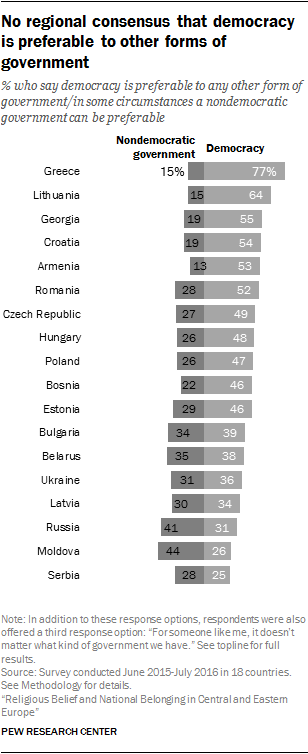 No regional consensus that democracy
is preferable to other forms of
government
% who say democracy is preferable to any other form of
government/in some circumstances a nondemocratic
government can be preferable
Nondemocratic
government Democracy
Greece 15% 77%
Lithuania 15 64
Georgia 19 55
Croatia 19 54
Armenia 13 53
Romania 28 52
Czech Republic 27 49
Hungary 26 48
Poland 26 47
Bosnia 22 46
Estonia 29 46
Bulgaria 34 39
Belarus 35 38
Ukraine 31 36
Latvia 30 34
Russia 41 31
Moldova 44 26
Serbia 28 25
Note: In addition to these response options, respondents were also
offered a third response option: “For someone like me, it doesn’t
matter what kind of government we have.” See topline for full
results.
Source: Survey conducted June 2015-July 2016 in 18 countries.
See Methodology for details.
“Religious Belief and National Belonging in Central and Eastern
Europe”
PEW RESEARCH CENTER